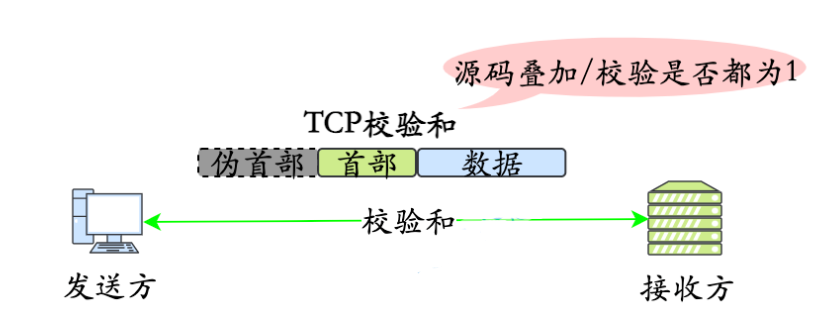 源码叠加/校验是否都为1
TCP校验和
伪首部 首部 数据
校验和
发送方
接收方